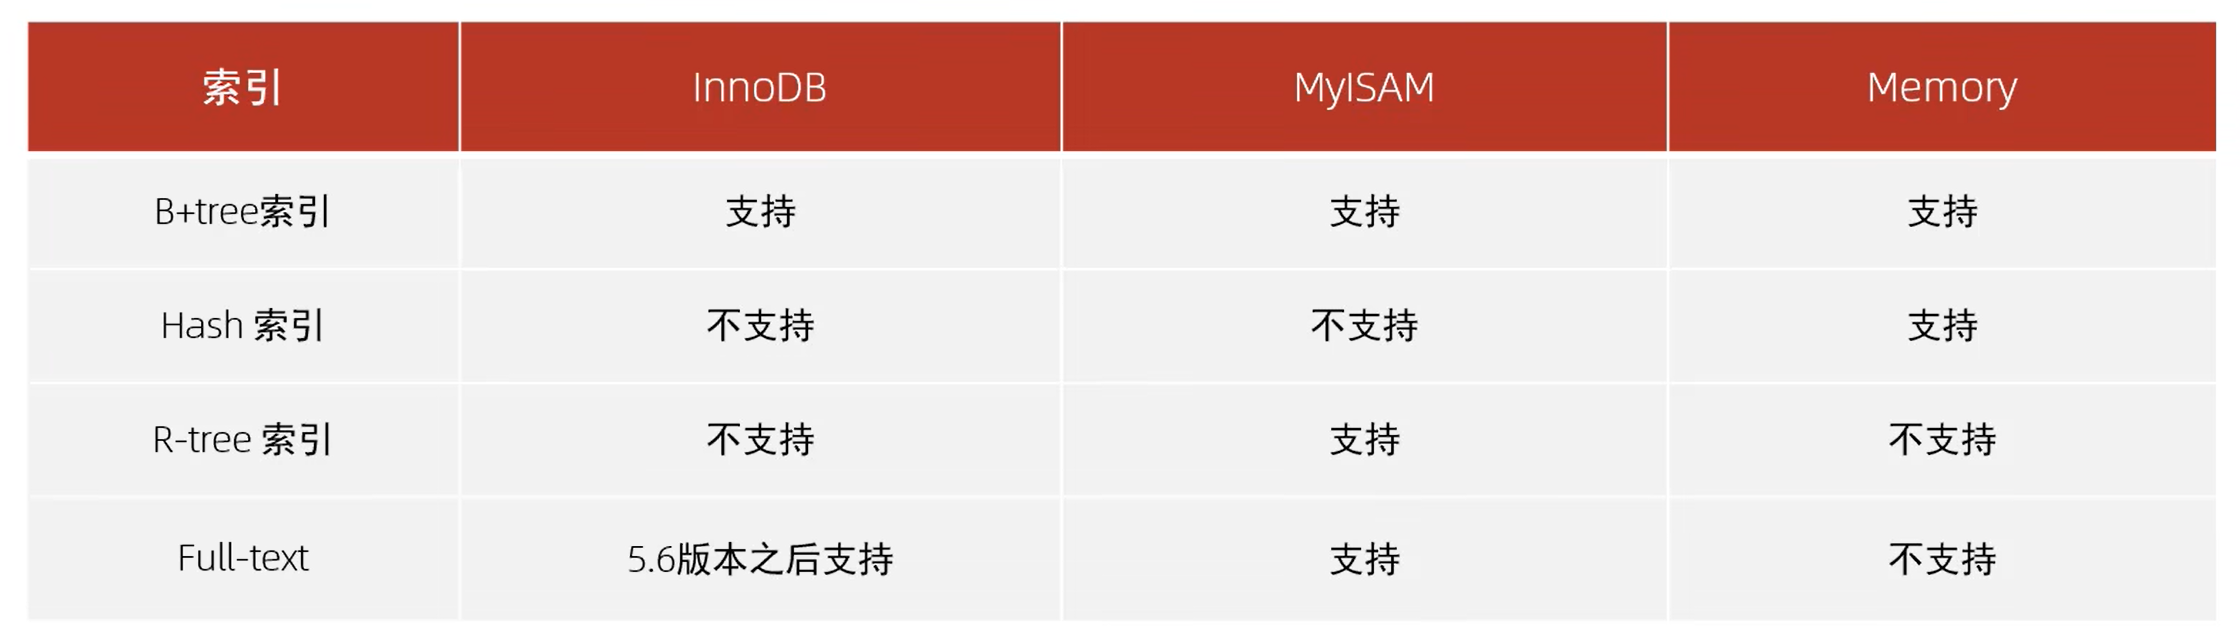 索引 InnoDB MyISAM Memory
B+tree索引 支持 支持 支持
Hash 索引 不支持 不支持 支持
R-tree 索引 不支持 支持 不支持
Full-text 5.6版本之后支持 支持 不支持